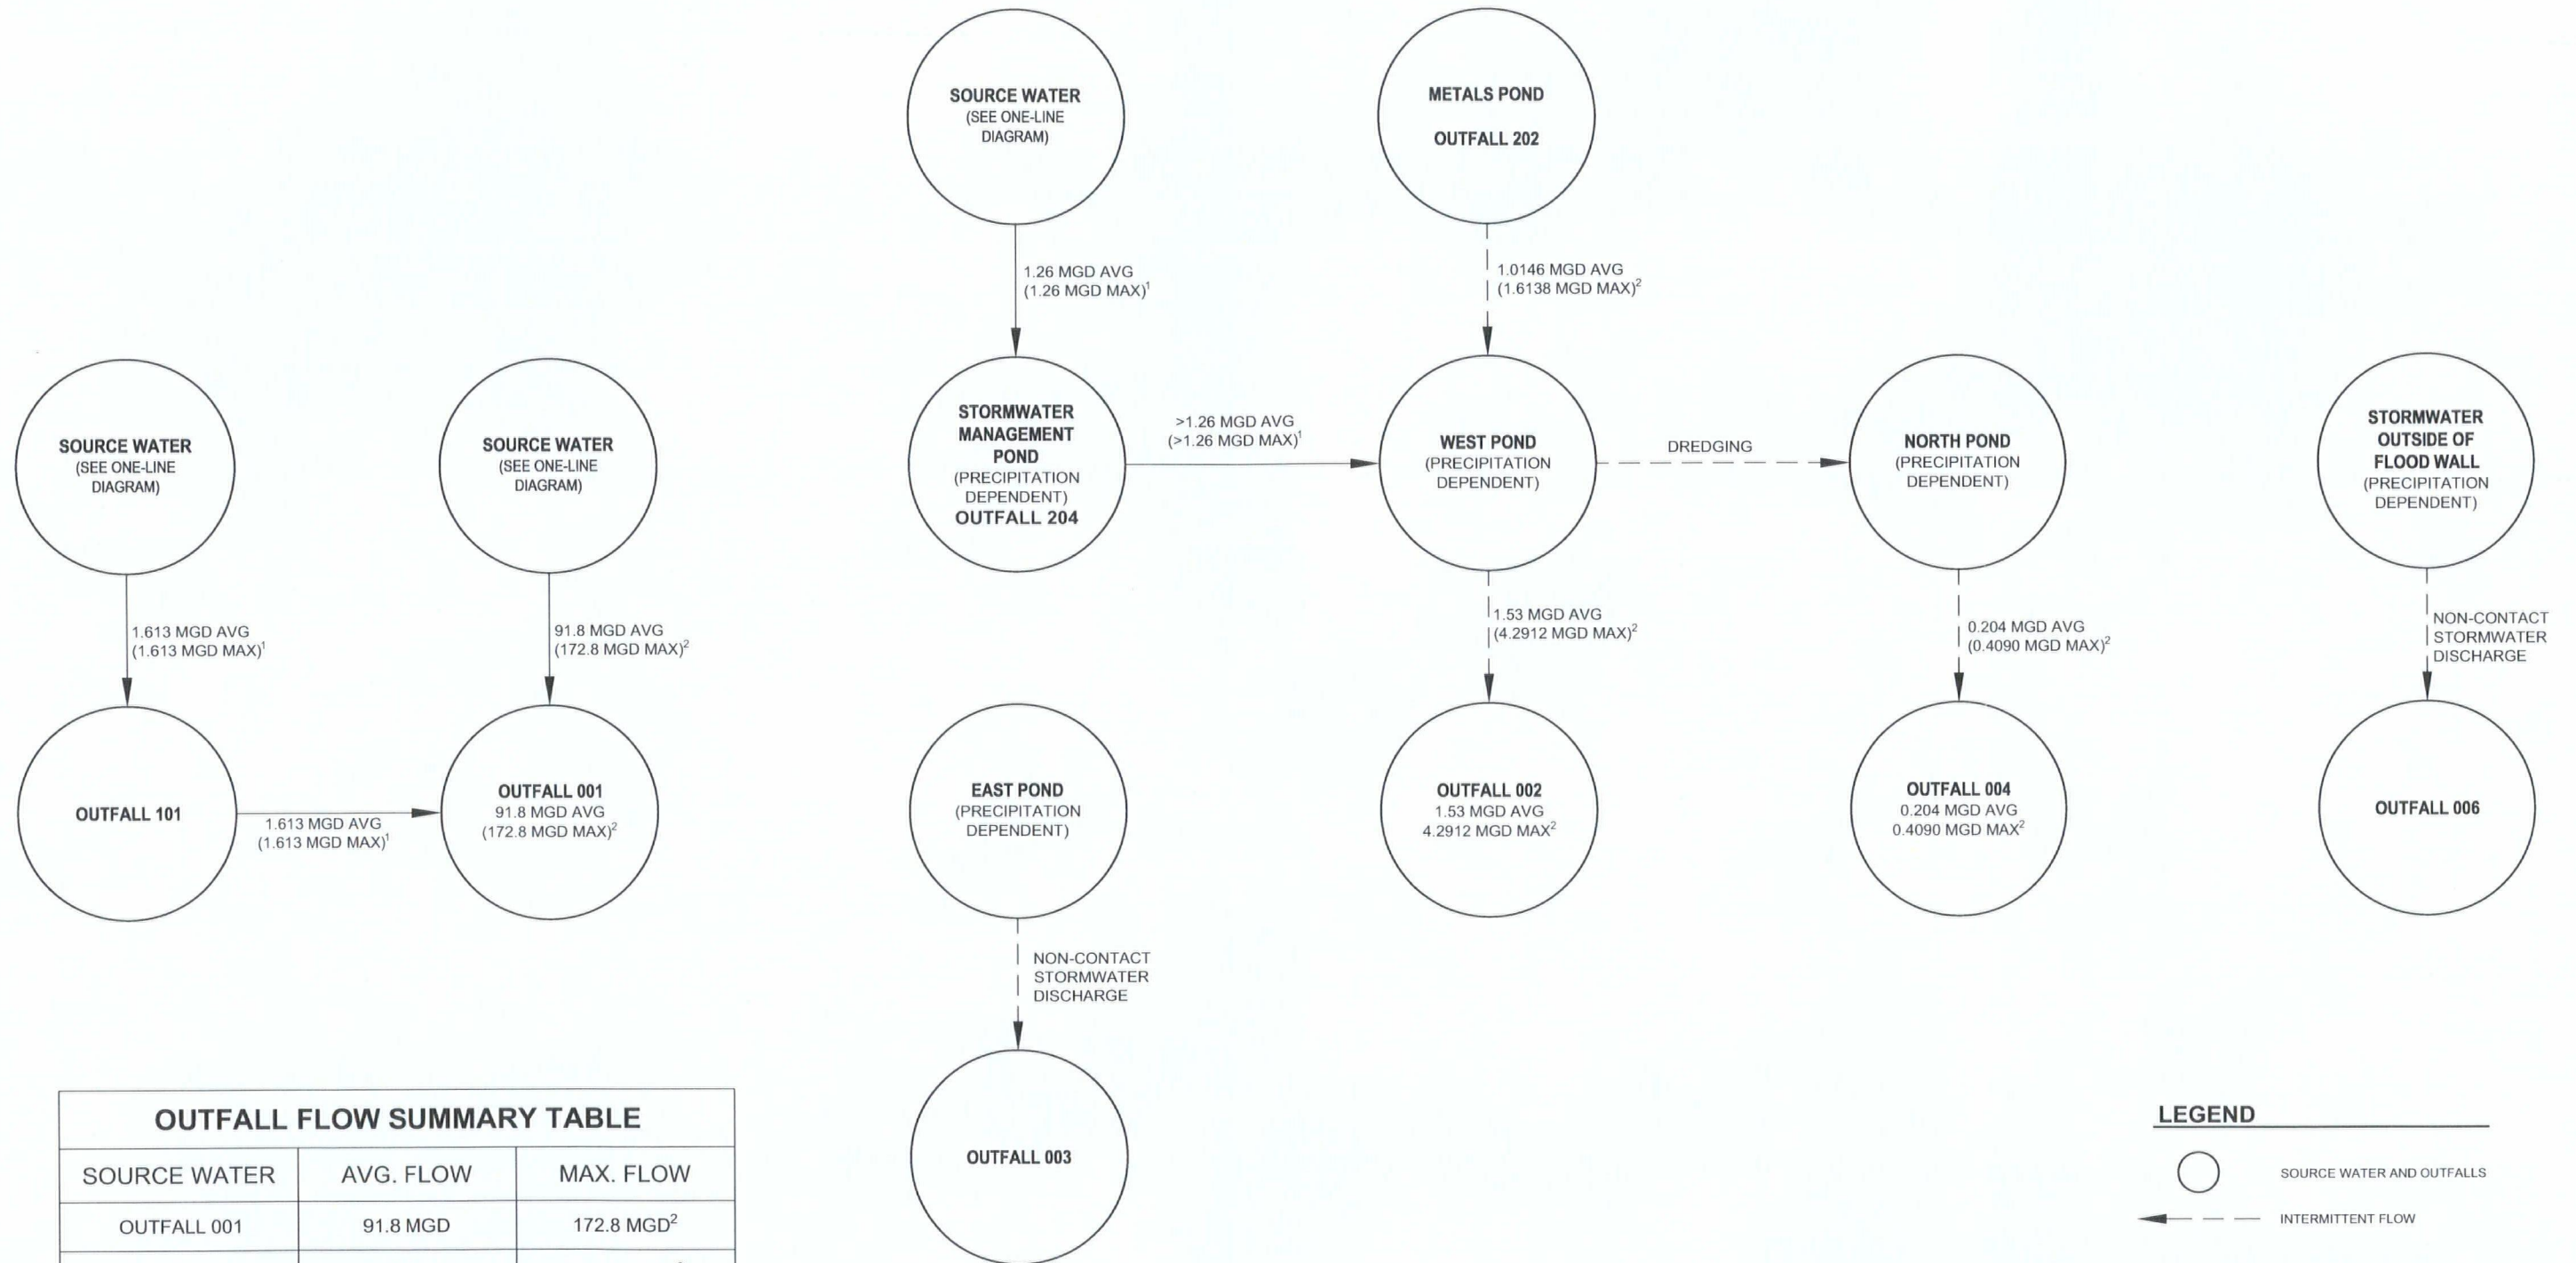 SOURCE WATER
(SEE ONE-LINE
DIAGRAM)
METALS POND
OUTFALL 202
1.26 MGD AVG
(1.26 MGD MAX)¹
1.0146 MGD AVG
(1.6138 MGD MAX)²
SOURCE WATER
(SEE ONE-LINE
DIAGRAM)
SOURCE WATER
(SEE ONE-LINE
DIAGRAM)
STORMWATER
MANAGEMENT
POND
(PRECIPITATION
DEPENDENT)
OUTFALL 204
>1.26 MGD AVG
(>1.26 MGD MAX)¹
WEST POND
(PRECIPITATION
DEPENDENT)
DREDGING
NORTH POND
(PRECIPITATION
DEPENDENT)
STORMWATER
OUTSIDE OF
FLOOD WALL
(PRECIPITATION
DEPENDENT)
1.613 MGD AVG
(1.613 MGD MAX)¹
91.8 MGD AVG
(172.8 MGD MAX)²
1.53 MGD AVG
(4.2912 MGD MAX)²
0.204 MGD AVG
(0.4090 MGD MAX)²
NON-CONTACT
STORMWATER
DISCHARGE
OUTFALL 101
1.613 MGD AVG
(1.613 MGD MAX)¹
OUTFALL 001
91.8 MGD AVG
(172.8 MGD MAX)²
EAST POND
(PRECIPITATION
DEPENDENT)
OUTFALL 002
1.53 MGD AVG
4.2912 MGD MAX²
OUTFALL 004
0.204 MGD AVG
0.4090 MGD MAX²
OUTFALL 006
NON-CONTACT
STORMWATER
DISCHARGE
OUTFALL 003
OUTFALL FLOW SUMMARY TABLE
SOURCE WATER AVG. FLOW MAX. FLOW
OUTFALL 001 91.8 MGD 172.8 MGD²
LEGEND
SOURCE WATER AND OUTFALLS
INTERMITTENT FLOW